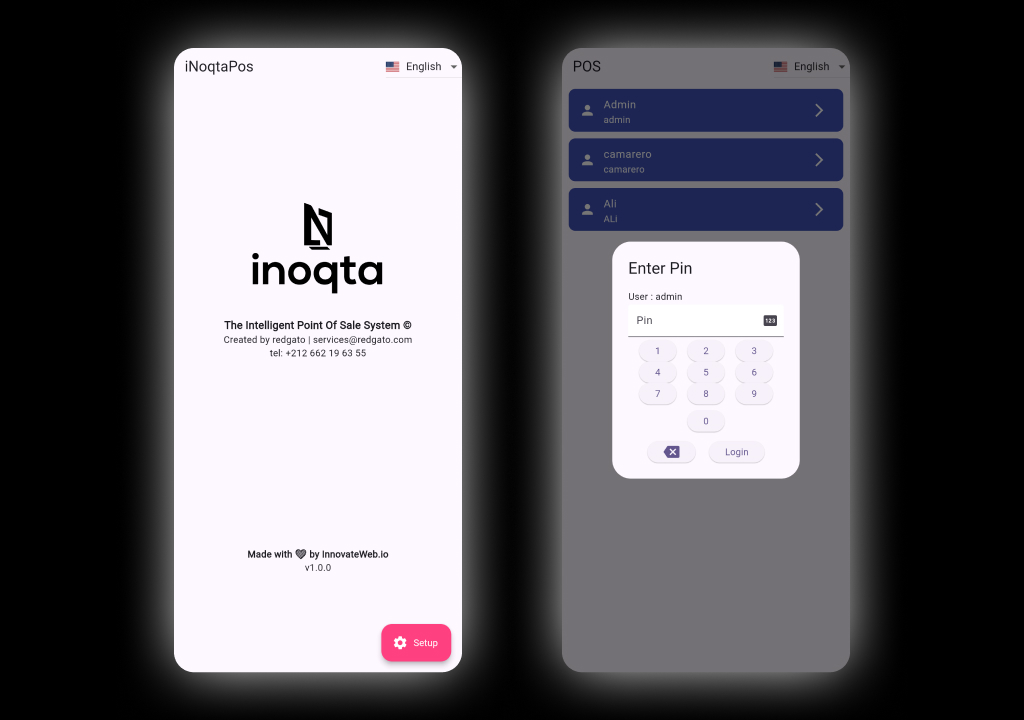 iNoqtaPos
English
inoqta
The Intelligent Point Of Sale System ©
Created by redgato | services@redgato.com
tel: +212 662 19 63 55
Made with 🖤 by InnovateWeb.io
v1.0.0
Setup
POS
English
Admin
admin
camarero
camarero
Ali
ALi
Enter Pin
User : admin
Pin
123
1 2 3
4 5 6
7 8 9
0
Login